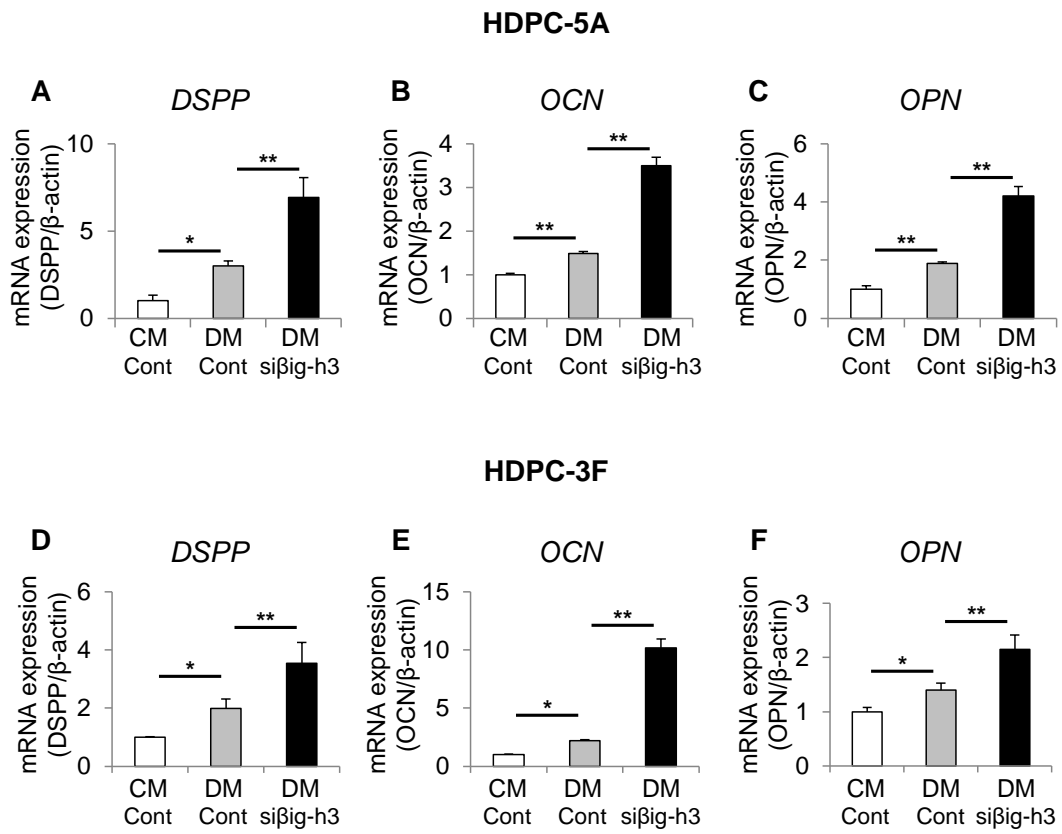 HDPC-5A
A
DSPP
mRNA expression
(DSPP/β-actin)
10
5
0
*
**
CM
Cont
DM
Cont
DM
siβig-h3
B
OCN
mRNA expression
(OCN/β-actin)
4
3
2
1
0
**
**
CM
Cont
DM
Cont
DM
siβig-h3
C
OPN
mRNA expression
(OPN/β-actin)
6
4
2
0
**
**
CM
Cont
DM
Cont
DM
siβig-h3
HDPC-3F
D
DSPP
mRNA expression
(DSPP/β-actin)
6
4
2
0
*
**
CM
Cont
DM
Cont
DM
siβig-h3
E
OCN
mRNA expression
(OCN/β-actin)
15
10
5
0
*
**
CM
Cont
DM
Cont
DM
siβig-h3
F
OPN
mRNA expression
(OPN/β-actin)
3
2
1
0
*
**
CM
Cont
DM
Cont
DM
siβig-h3